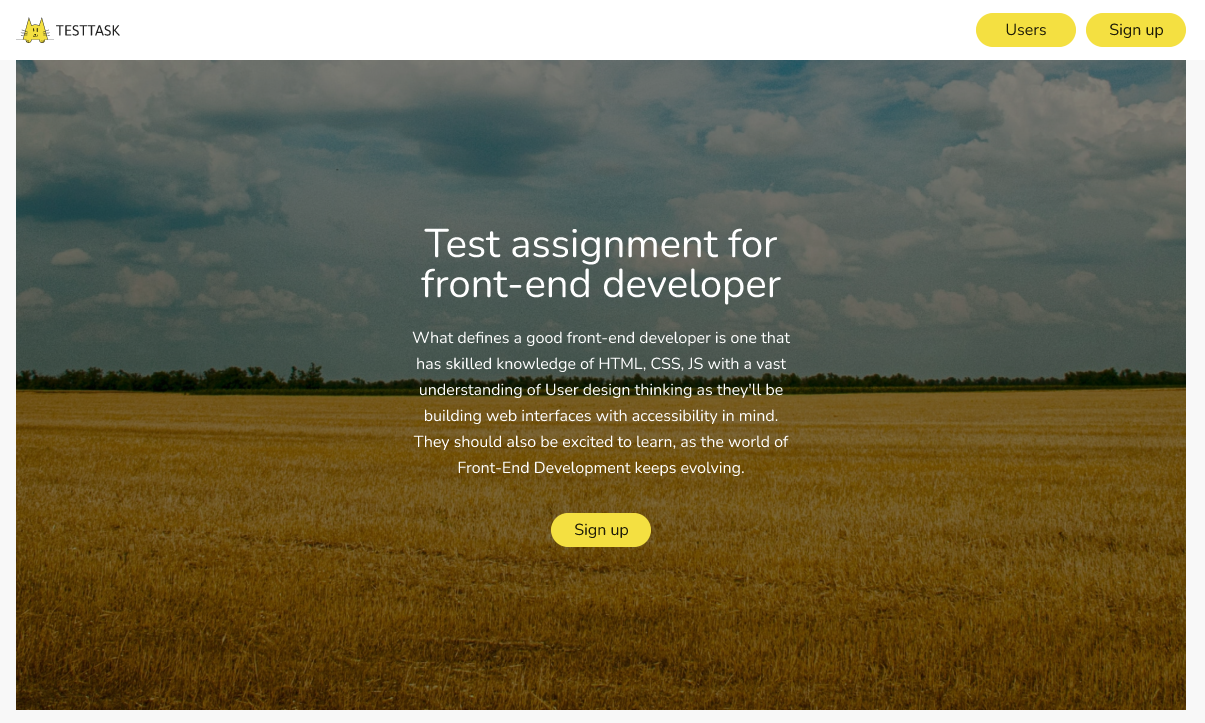 TESTTASK
Users
Sign up
Test assignment for
front-end developer
What defines a good front-end developer is one that
has skilled knowledge of HTML, CSS, JS with a vast
understanding of User design thinking as they'll be
building web interfaces with accessibility in mind.
They should also be excited to learn, as the world of
Front-End Development keeps evolving.
Sign up